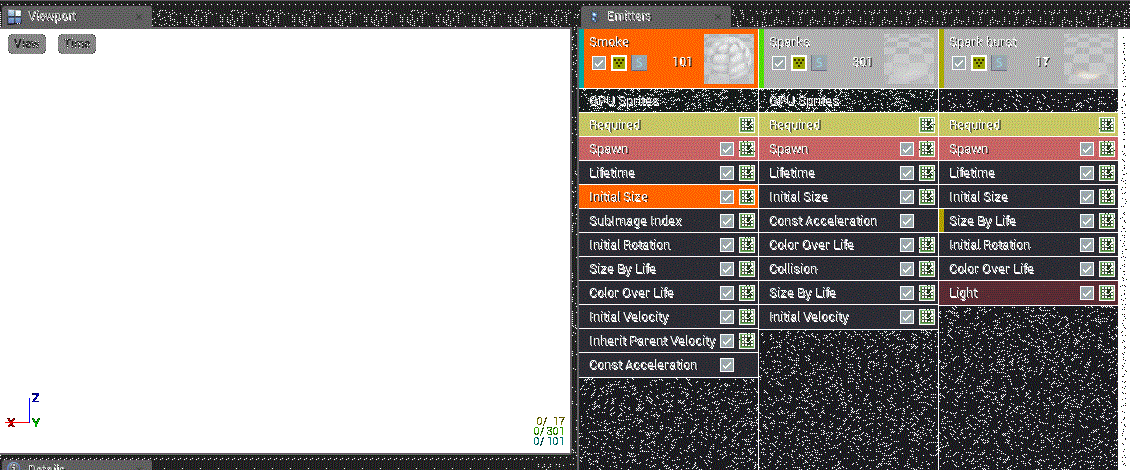 Viewport
View Time
Z
X Y
0/ 17
0/301
0/101
Details
Emitters
Smoke
S 101
GPU Sprites
Required
Spawn
Lifetime
Initial Size
SubImage Index
Initial Rotation
Size By Life
Color Over Life
Initial Velocity
Inherit Parent Velocity
Const Acceleration
Sparks
S 301
GPU Sprites
Required
Spawn
Lifetime
Initial Size
Const Acceleration
Color Over Life
Collision
Size By Life
Initial Velocity
Spark burst
S 17
Required
Spawn
Lifetime
Initial Size
Size By Life
Initial Rotation
Color Over Life
Light